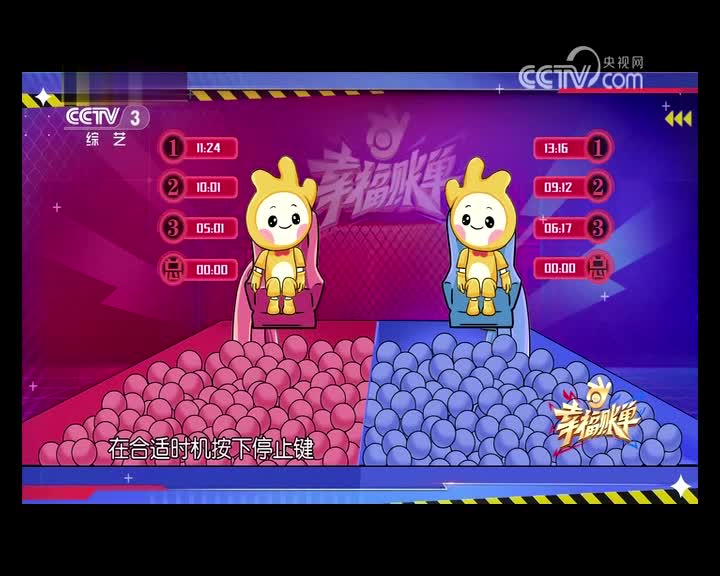 CCTV 央视网
com
CCTV 3
综艺
幸福账单
1 11:24
2 10:01
3 05:01
总 00:00
13:16 1
09:12 2
06:17 3
00:00 总
幸福账单
在合适时机按下停止键